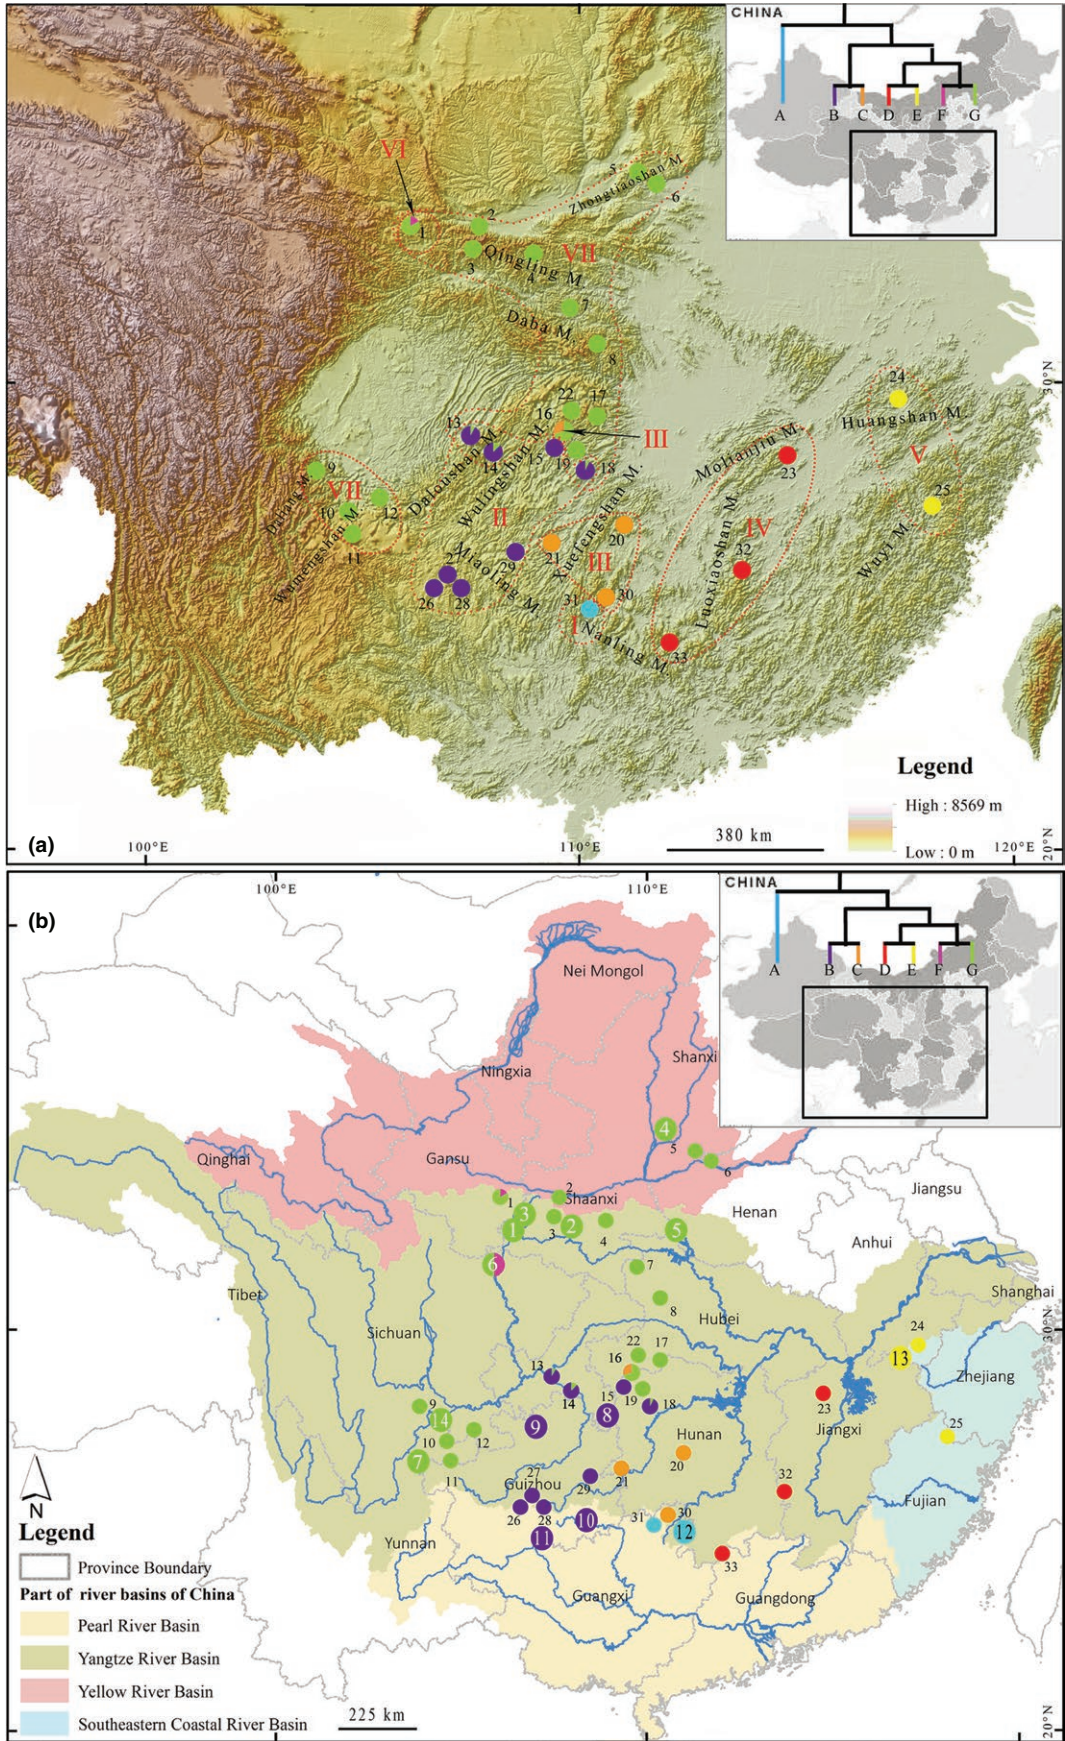 CHINA
A
B
C
D
E
F
G
VI
5
Zhongtiaoshan M.
6
1
2
3
Qingling M.
4
VII
7
Daba M.
8
30°N
24
Huangshan M.
V
25
Wuyi M.
22
17
16
III
13
14
15
19
18
Daloushan M.
Wulingshan M.
Molianjiu M.
23
9
VII
10
12
11
Wumengshan M.
II
Xuefengshan M.
20
21
III
IV
Luoxiaoshan M.
32
29
Miaoling M.
2
26
28
31
30
I
Nanling M.
33
Legend
High : 8569 m
Low : 0 m
380 km
(a)
100°E
110°E
120°E
20°N
(b)
100°E
110°E
CHINA
A
B
C
D
E
F
G
Nei Mongol
Shanxi
Ningxia
4
5
6
Qinghai
Gansu
Jiangsu
1
2
Shaanxi
3
1
3
2
4
5
Henan
Anhui
6
7
Tibet
Shanghai
8
Hubei
Sichuan
30°N
24
13
Zhejiang
22
17
16
13
14
15
19
18
23
Jiangxi
25
9
14
10
12
9
8
7
11
Hunan
20
21
32
27
Guizhou
29
26
28
10
11
31
30
12
Fujian
33
Yunnan
Guangxi
Guangdong
N
Legend
Province Boundary
Part of river basins of China
Pearl River Basin
Yangtze River Basin
Yellow River Basin
Southeastern Coastal River Basin
225 km
20°N